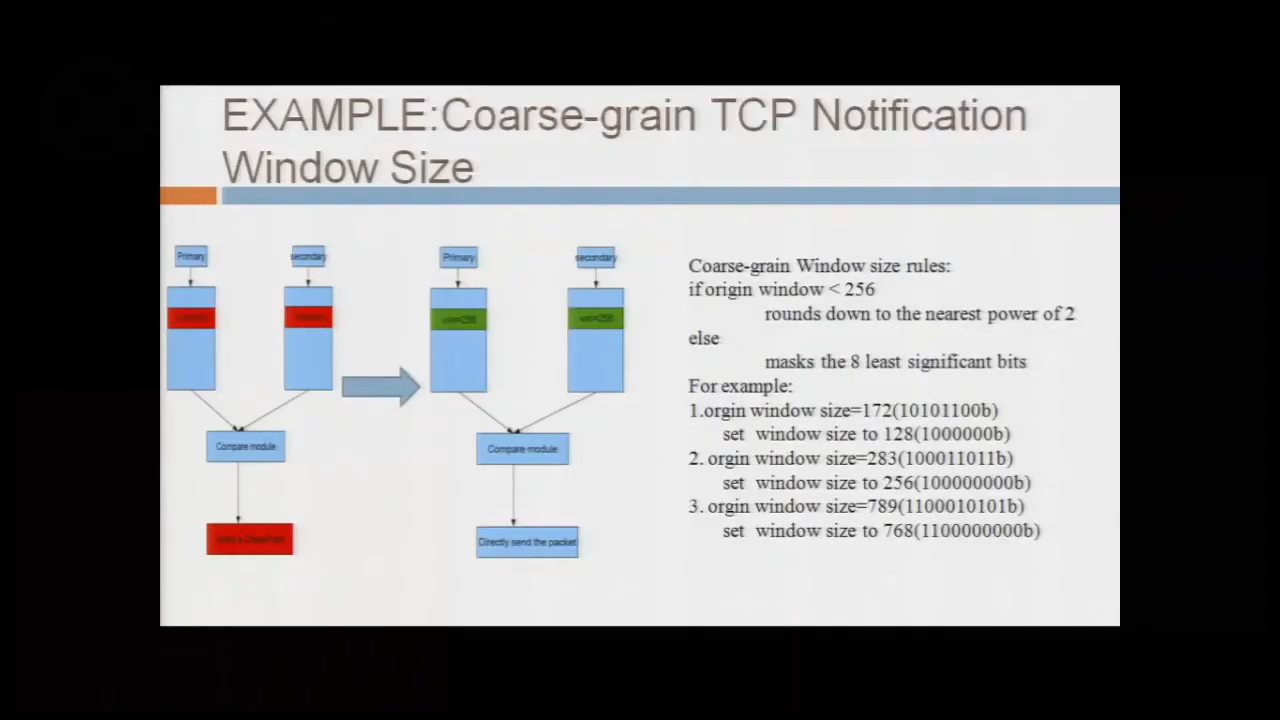 EXAMPLE:Coarse-grain TCP Notification
Window Size
Primary
secondary
Primary
secondary
win=256
win=256
Compare module
Compare module
Directly send the packet
Coarse-grain Window size rules:
if origin window < 256
rounds down to the nearest power of 2
else
masks the 8 least significant bits
For example:
1.orgin window size=172(10101100b)
set window size to 128(1000000b)
2. orgin window size=283(100011011b)
set window size to 256(100000000b)
3. orgin window size=789(1100010101b)
set window size to 768(1100000000b)